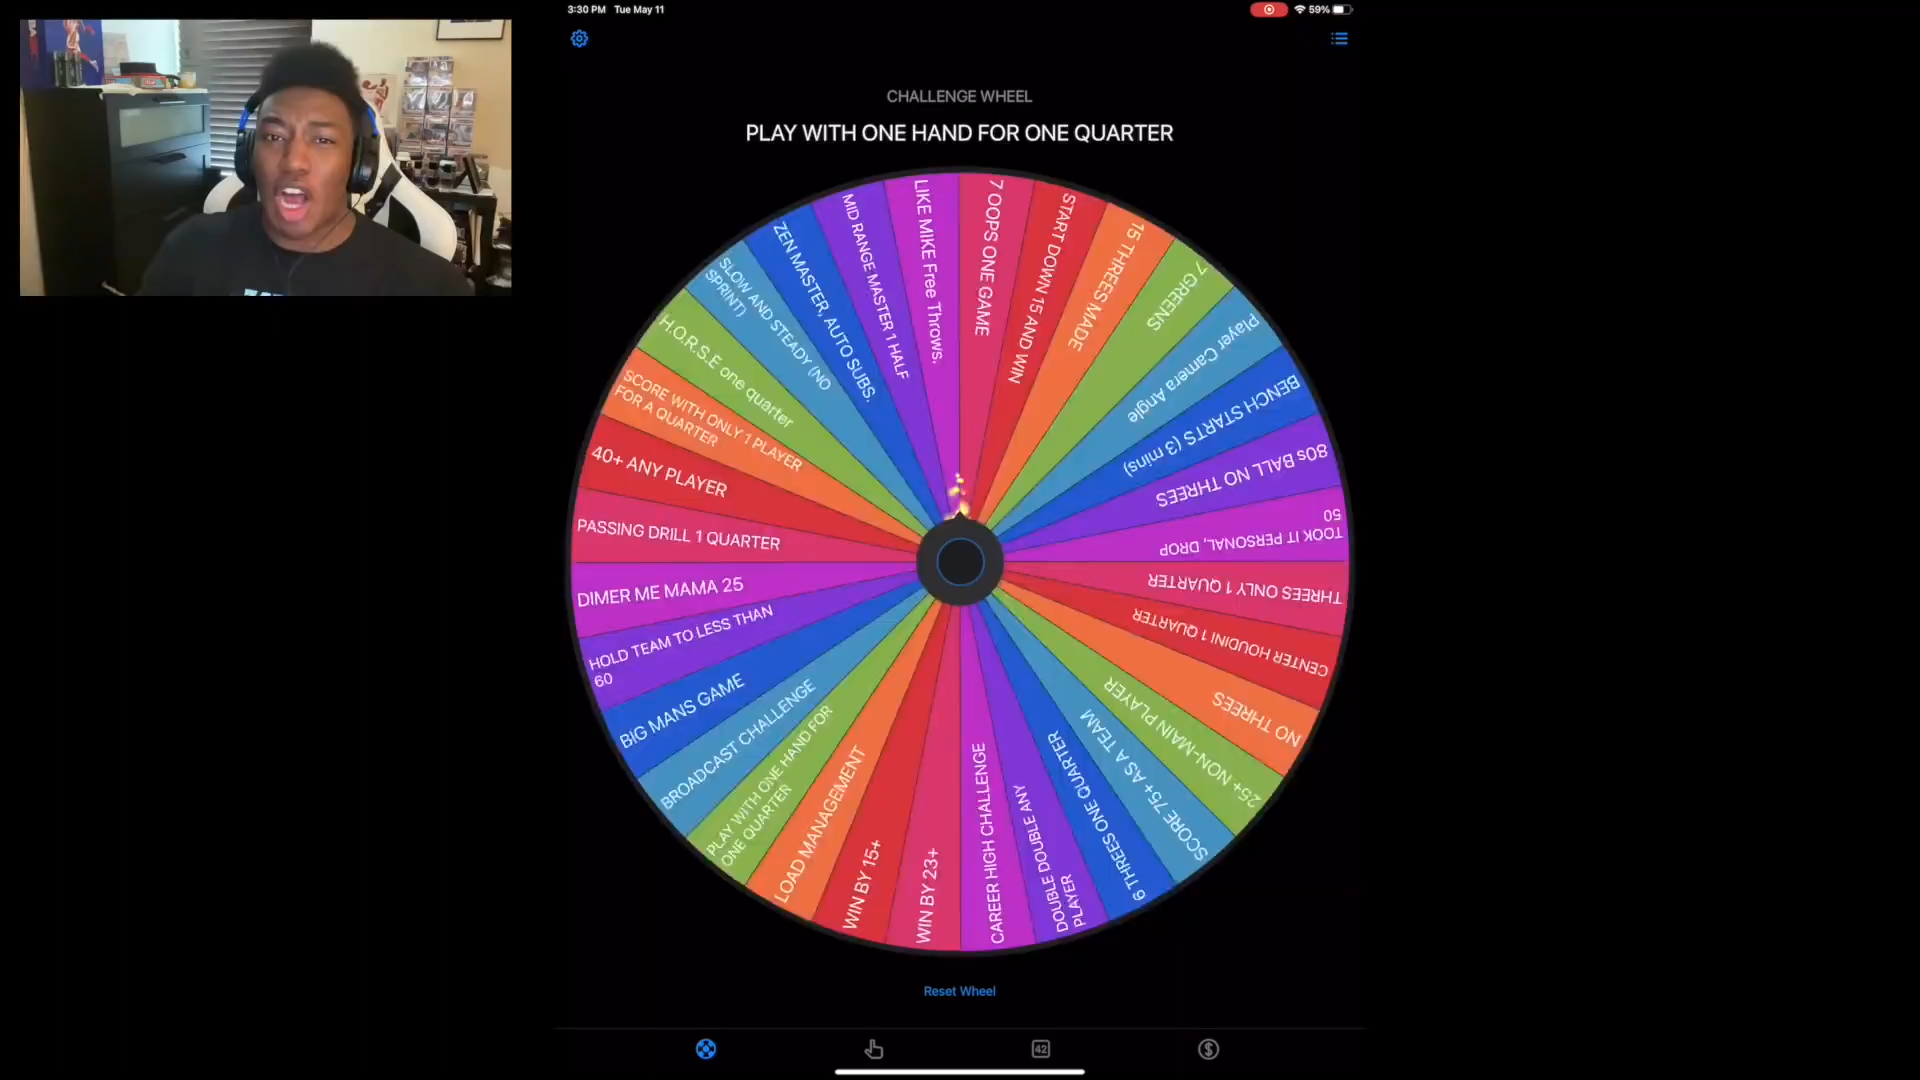 3:30 PM Tue May 11
59%
CHALLENGE WHEEL
PLAY WITH ONE HAND FOR ONE QUARTER
7 OOPS ONE GAME
START DOWN 15 AND WIN
15 THREES MADE
7 GREENS
Player Camera Angle
BENCH STARTS (3 mins)
80s BALL NO THREES
TOOK IT PERSONAL, DROP
50
THREES ONLY 1 QUARTER
CENTER HOUDINI 1 QUARTER
NO THREES
25+ NON-MAIN PLAYER
SCORE 75+ AS A TEAM
6 THREES ONE QUARTER
DOUBLE DOUBLE ANY
PLAYER
CAREER HIGH CHALLENGE
WIN BY 23+
WIN BY 15+
LOAD MANAGEMENT
PLAY WITH ONE HAND FOR
ONE QUARTER
BROADCAST CHALLENGE
BIG MANS GAME
HOLD TEAM TO LESS THAN
60
DIMER ME MAMA 25
PASSING DRILL 1 QUARTER
40+ ANY PLAYER
SCORE WITH ONLY 1 PLAYER
FOR A QUARTER
H.O.R.S.E one quarter
SLOW AND STEADY (NO
SPRINT)
ZEN MASTER, AUTO SUBS.
MID RANGE MASTER 1 HALF
LIKE MIKE Free Throws.
Reset Wheel
42
$